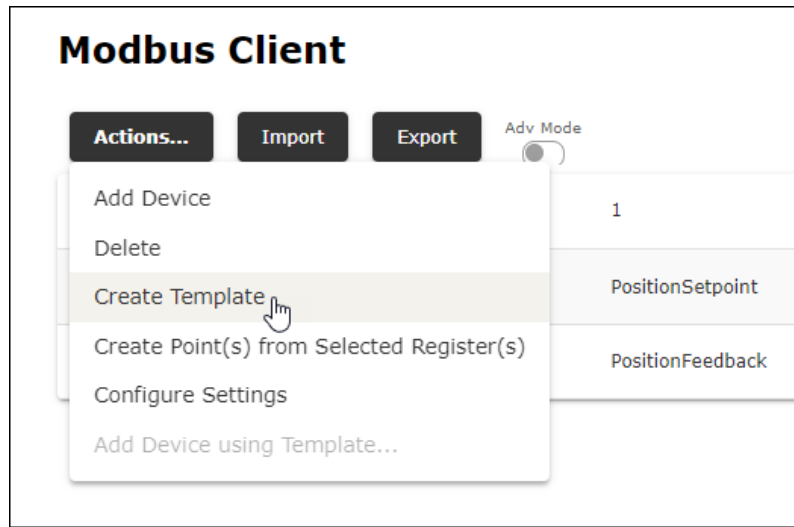 Modbus Client
Actions...
Import
Export
Adv Mode
Add Device
Delete
Create Template
Create Point(s) from Selected Register(s)
Configure Settings
Add Device using Template...
1
PositionSetpoint
PositionFeedback